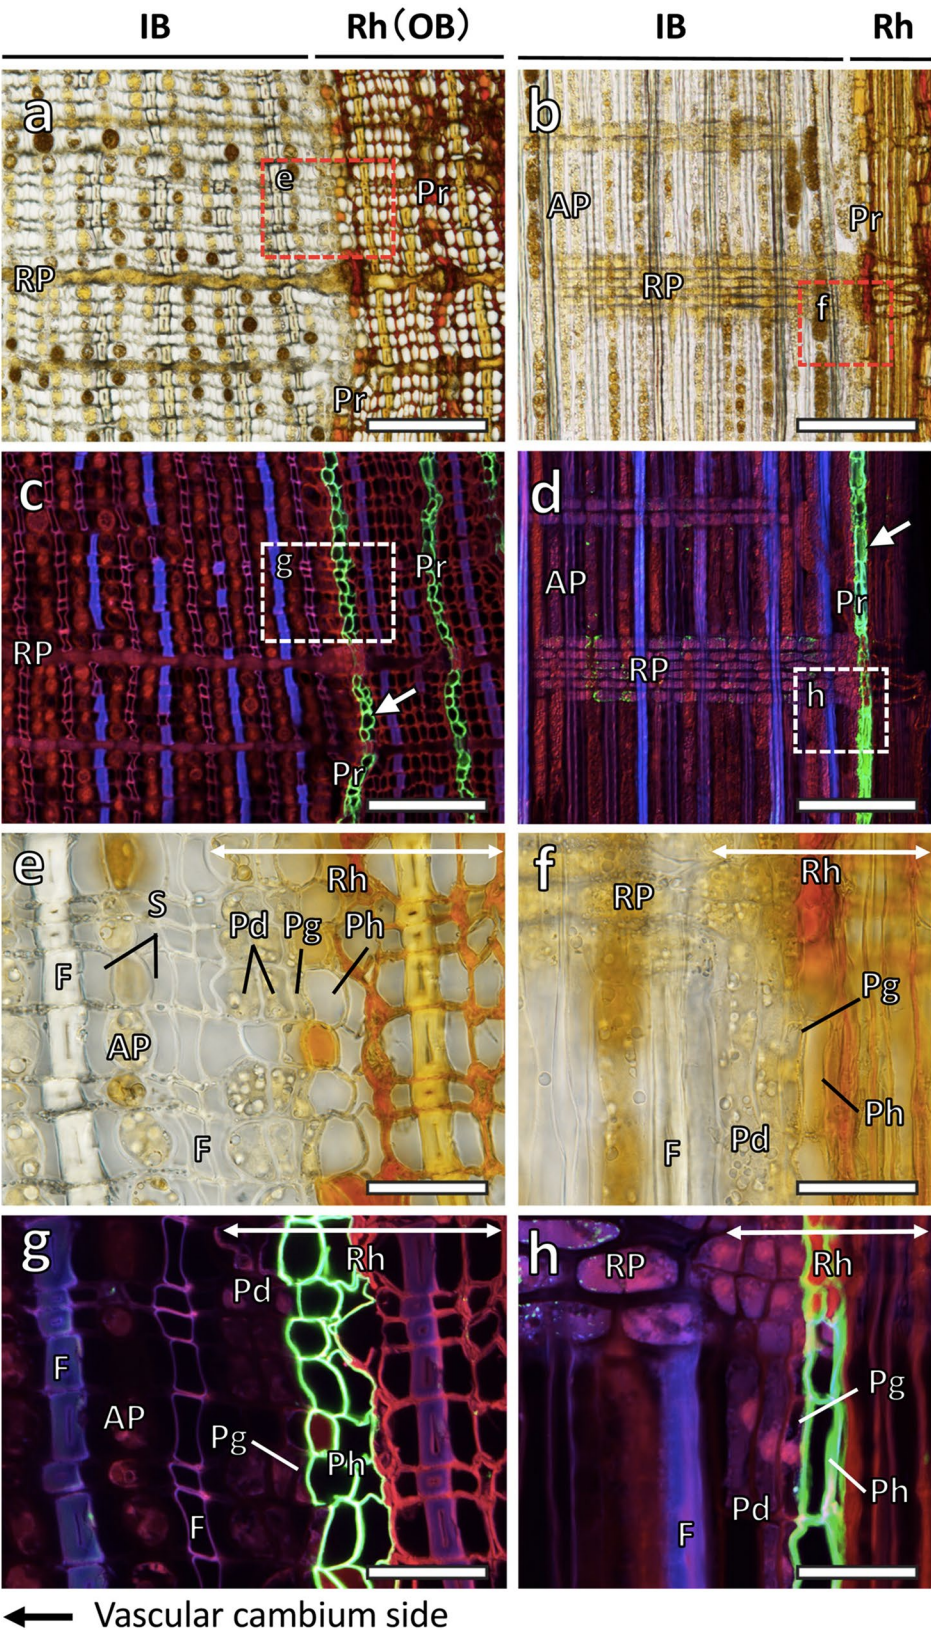 IB Rh(OB) IB Rh
a e Pr RP Pr
b AP Pr RP f
c g Pr RP Pr
d AP Pr RP h
e Rh S Pd Pg Ph F AP F
f RP Rh Pg Ph F Pd
g Rh Pd F AP Pg Ph F
h RP Rh Pg Ph Pd F
Vascular cambium side